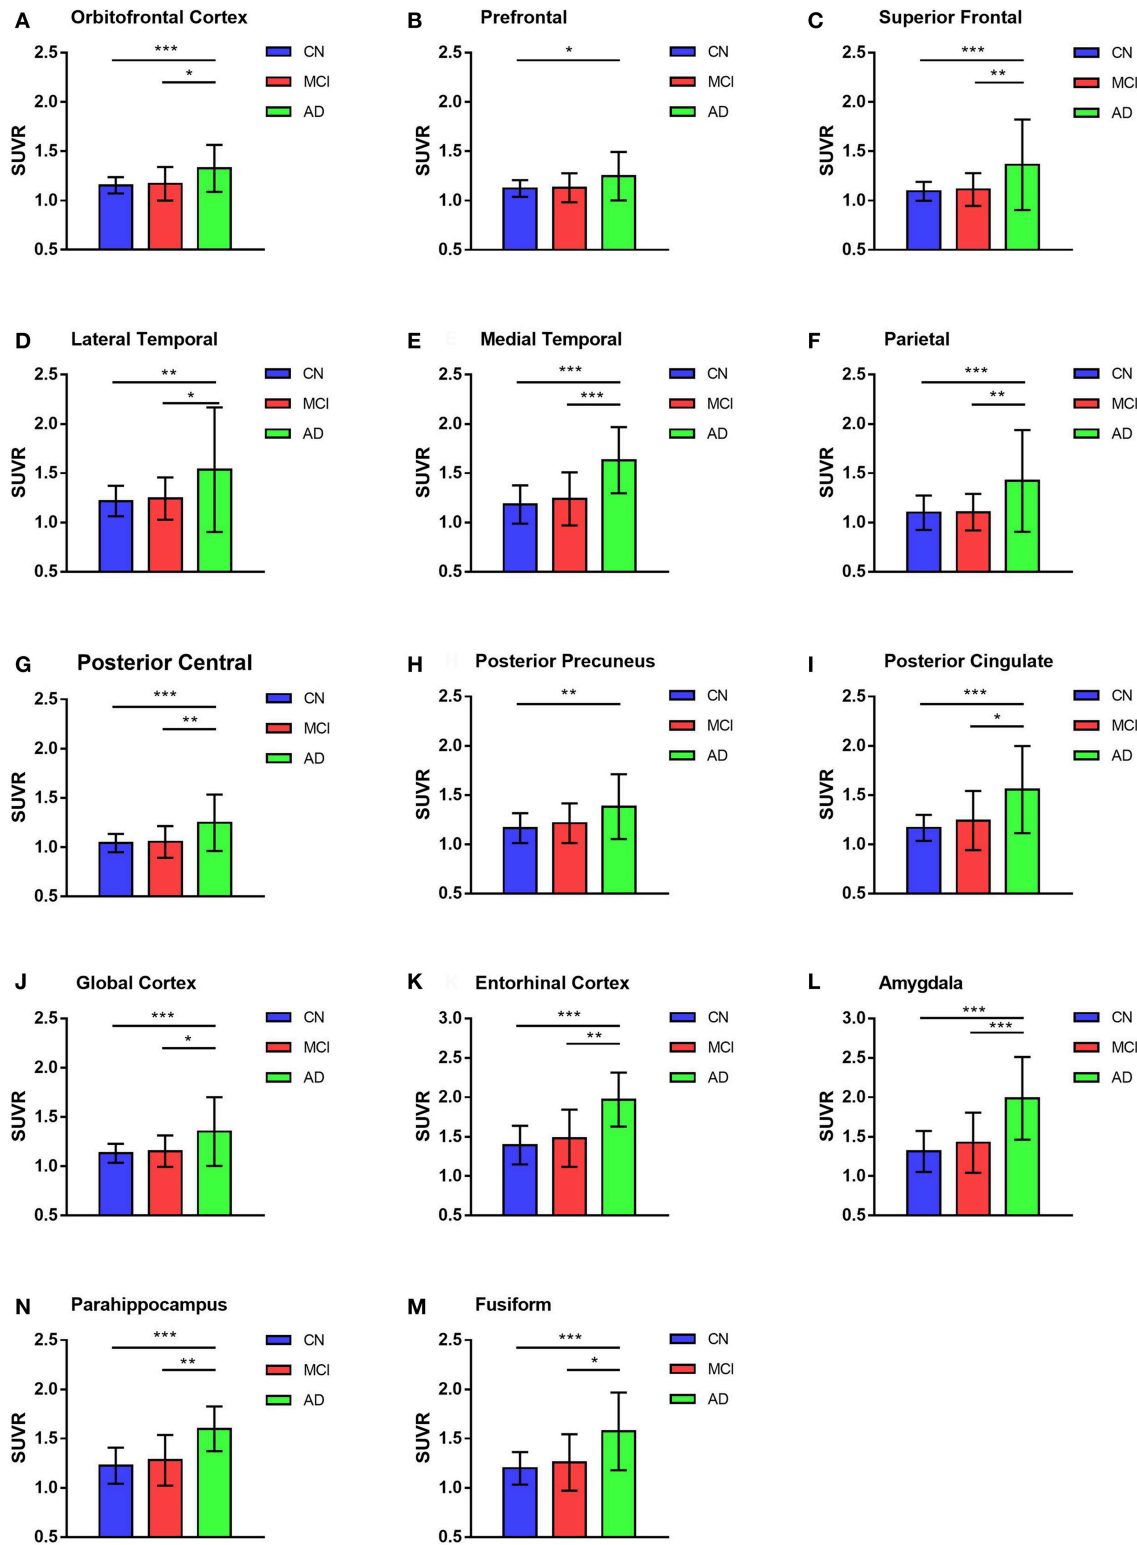 A Orbitofrontal Cortex
SUVR
2.5
2.0
1.5
1.0
0.5
***
*
CN
MCI
AD
B Prefrontal
SUVR
2.5
2.0
1.5
1.0
0.5
*
CN
MCI
AD
C Superior Frontal
SUVR
2.5
2.0
1.5
1.0
0.5
***
**
CN
MCI
AD
D Lateral Temporal
SUVR
2.5
2.0
1.5
1.0
0.5
**
*
CN
MCI
AD
E Medial Temporal
SUVR
2.5
2.0
1.5
1.0
0.5
***
***
CN
MCI
AD
F Parietal
SUVR
2.5
2.0
1.5
1.0
0.5
***
**
CN
MCI
AD
G Posterior Central
SUVR
2.5
2.0
1.5
1.0
0.5
***
**
CN
MCI
AD
H Posterior Precuneus
SUVR
2.5
2.0
1.5
1.0
0.5
**
CN
MCI
AD
I Posterior Cingulate
SUVR
2.5
2.0
1.5
1.0
0.5
***
*
CN
MCI
AD
J Global Cortex
SUVR
2.5
2.0
1.5
1.0
0.5
***
*
CN
MCI
AD
K Entorhinal Cortex
SUVR
3.0
2.5
2.0
1.5
1.0
0.5
***
**
CN
MCI
AD
L Amygdala
SUVR
3.0
2.5
2.0
1.5
1.0
0.5
***
***
CN
MCI
AD
N Parahippocampus
SUVR
2.5
2.0
1.5
1.0
0.5
***
**
CN
MCI
AD
M Fusiform
SUVR
2.5
2.0
1.5
1.0
0.5
***
*
CN
MCI
AD